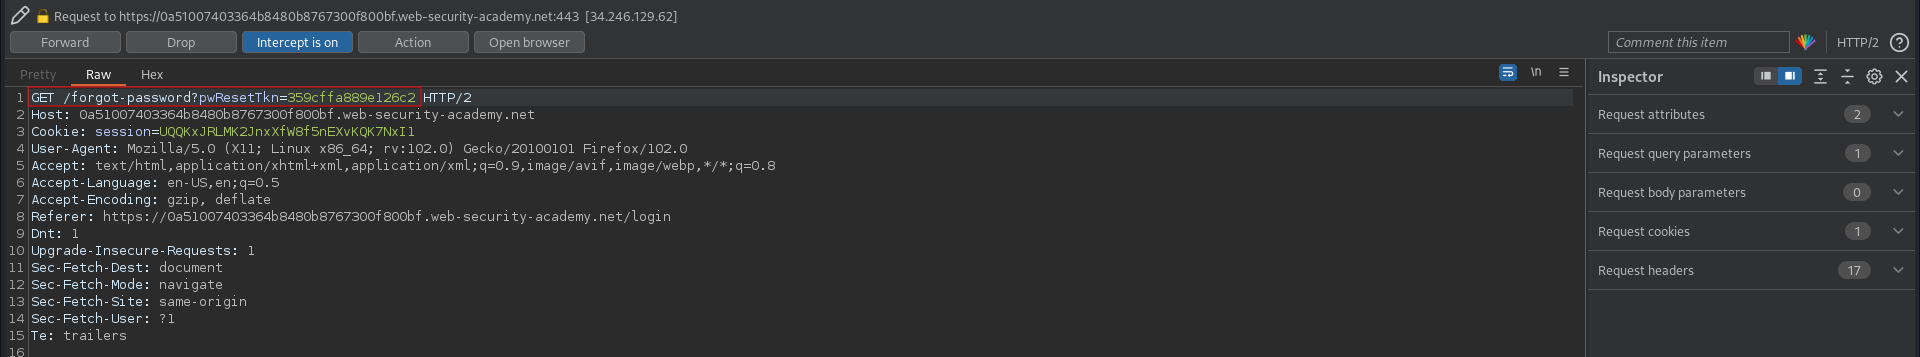 Request to https://0a51007403364b8480b8767300f800bf.web-security-academy.net:443 [34.246.129.62]
Forward Drop Intercept is on Action Open browser Comment this item HTTP/2 ?
Pretty Raw Hex \n Inspector
1 GET /forgot-password?pwResetTkn=359cffa889e126c2 HTTP/2
2 Host: 0a51007403364b8480b8767300f800bf.web-security-academy.net
3 Cookie: session=UQQKxJRLMK2JnxXfW8f5nEXvKQK7NxI1
4 User-Agent: Mozilla/5.0 (X11; Linux x86_64; rv:102.0) Gecko/20100101 Firefox/102.0
5 Accept: text/html,application/xhtml+xml,application/xml;q=0.9,image/avif,image/webp,*/*;q=0.8
6 Accept-Language: en-US,en;q=0.5
7 Accept-Encoding: gzip, deflate
8 Referer: https://0a51007403364b8480b8767300f800bf.web-security-academy.net/login
9 Dnt: 1
10 Upgrade-Insecure-Requests: 1
11 Sec-Fetch-Dest: document
12 Sec-Fetch-Mode: navigate
13 Sec-Fetch-Site: same-origin
14 Sec-Fetch-User: ?1
15 Te: trailers
16
Request attributes 2
Request query parameters 1
Request body parameters 0
Request cookies 1
Request headers 17